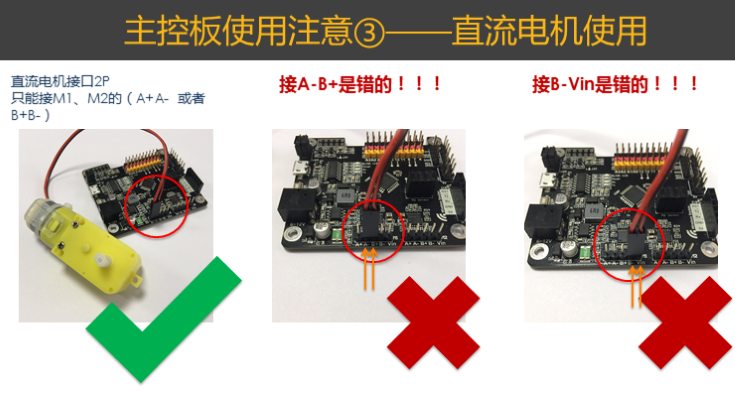 主控板使用注意③——直流电机使用
直流电机接口2P
只能接M1、M2的（A+A- 或者
B+B-）
接A-B+是错的！！！
接B-Vin是错的！！！
A+A- B+B- Vin